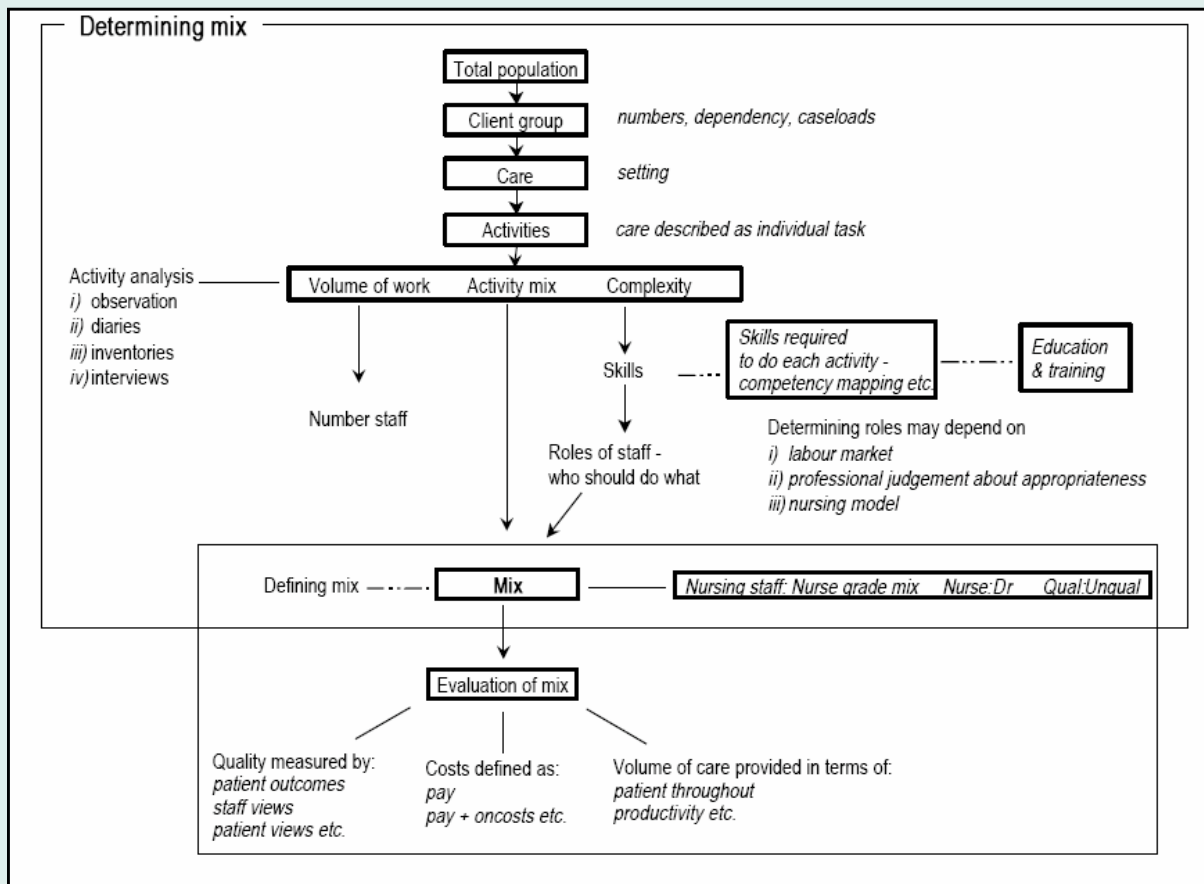 Determining mix
Total population
Client group
numbers, dependency, caseloads
Care
setting
Activities
care described as individual task
Activity analysis
i) observation
ii) diaries
iii) inventories
iv) interviews
Volume of work Activity mix Complexity
Number staff
Skills
Skills required
to do each activity -
competency mapping etc.
Education
& training
Roles of staff -
who should do what
Determining roles may depend on
i) labour market
ii) professional judgement about appropriateness
iii) nursing model
Defining mix
Mix
Nursing staff: Nurse grade mix Nurse:Dr Qual:Unqual
Evaluation of mix
Quality measured by:
patient outcomes
staff views
patient views etc.
Costs defined as:
pay
pay + oncosts etc.
Volume of care provided in terms of:
patient throughout
productivity etc.